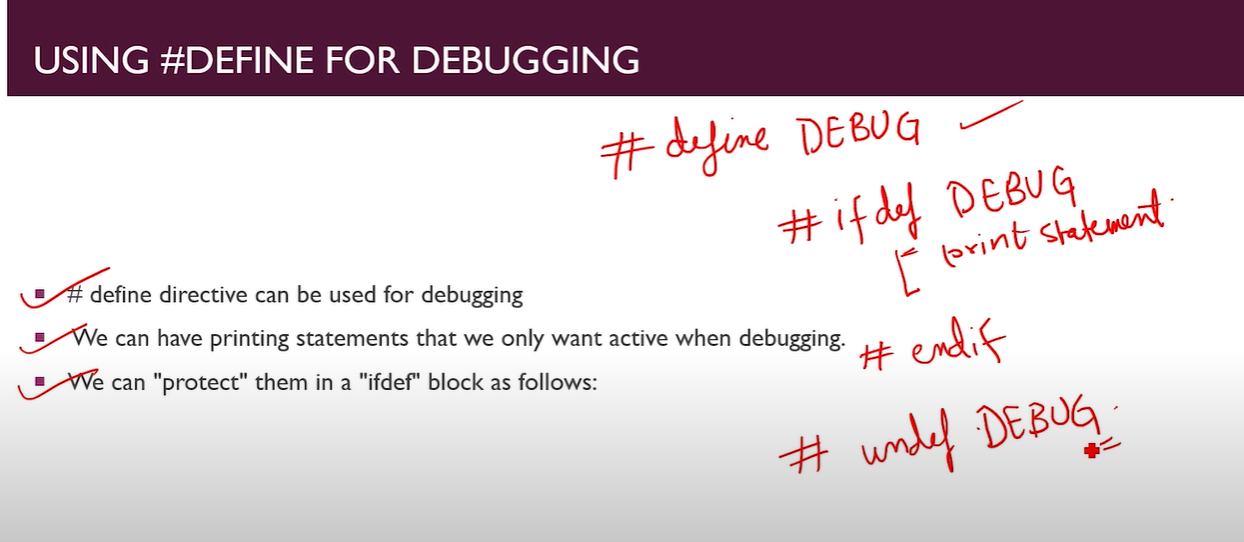 USING #DEFINE FOR DEBUGGING
# define DEBUG
# ifdef DEBUG
print statement.
# define directive can be used for debugging
We can have printing statements that we only want active when debugging.
# endif
We can "protect" them in a "ifdef" block as follows:
# undef DEBUG